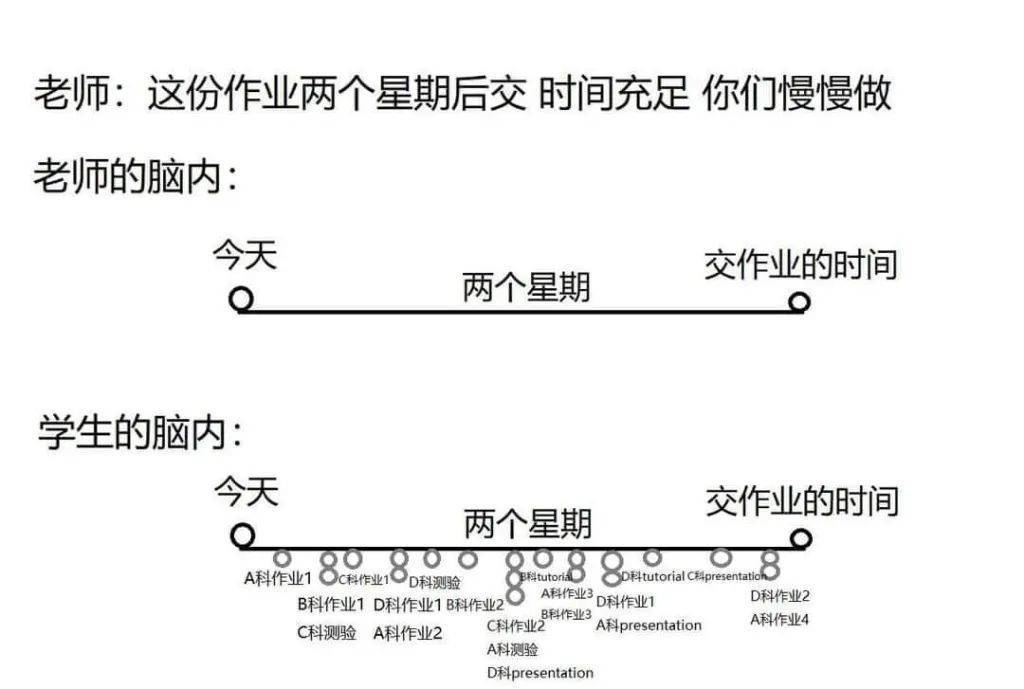 老师：这份作业两个星期后交 时间充足 你们慢慢做
老师的脑内：
今天
两个星期
交作业的时间
学生的脑内：
今天
两个星期
交作业的时间
A科作业1
B科作业1
C科测验
C科作业1
D科作业1
A科作业2
D科测验
B科作业2
C科作业2
A科测验
D科presentation
B科tutorial
A科作业3
B科作业3
D科作业1
A科presentation
D科tutorial
C科presentation
D科作业2
A科作业4